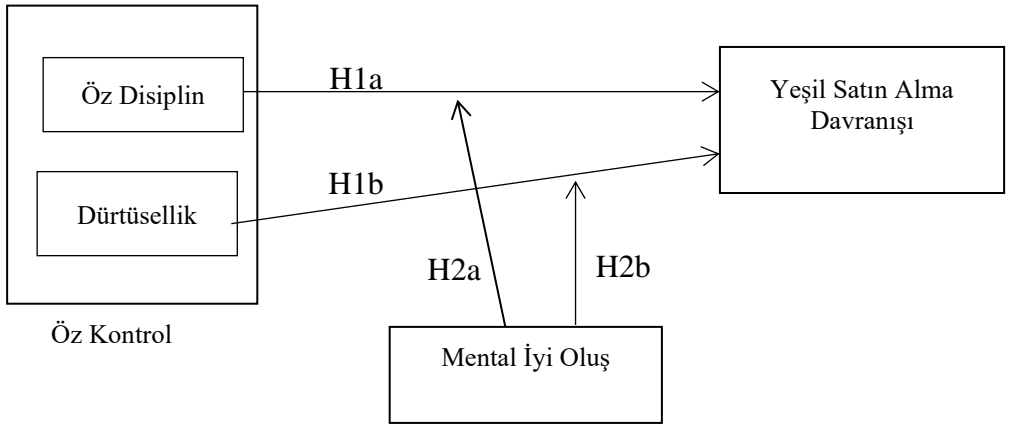 Öz Disiplin
H1a
Yeşil Satın Alma
Davranışı
Dürtüsellik
H1b
H2a
H2b
Öz Kontrol
Mental İyi Oluş